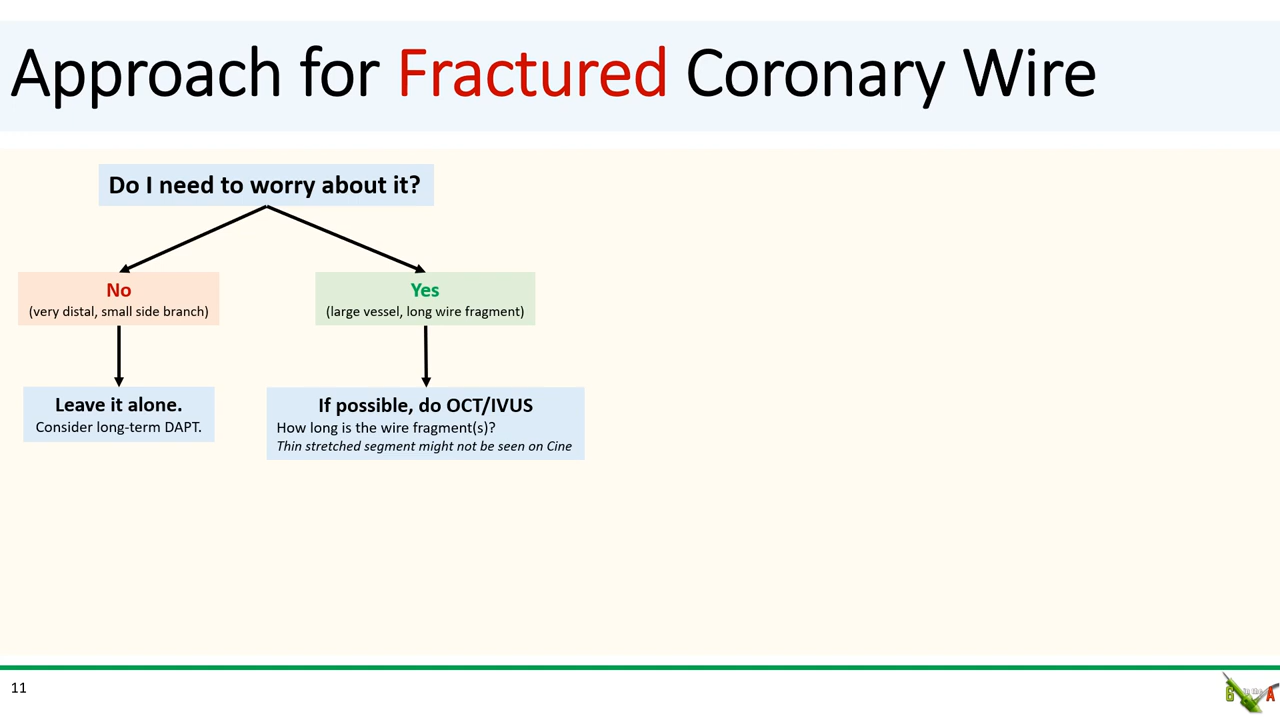 Approach for Fractured Coronary Wire
Do I need to worry about it?
No
(very distal, small side branch)
Yes
(large vessel, long wire fragment)
Leave it alone.
Consider long-term DAPT.
If possible, do OCT/IVUS
How long is the wire fragment(s)?
Thin stretched segment might not be seen on Cine
11